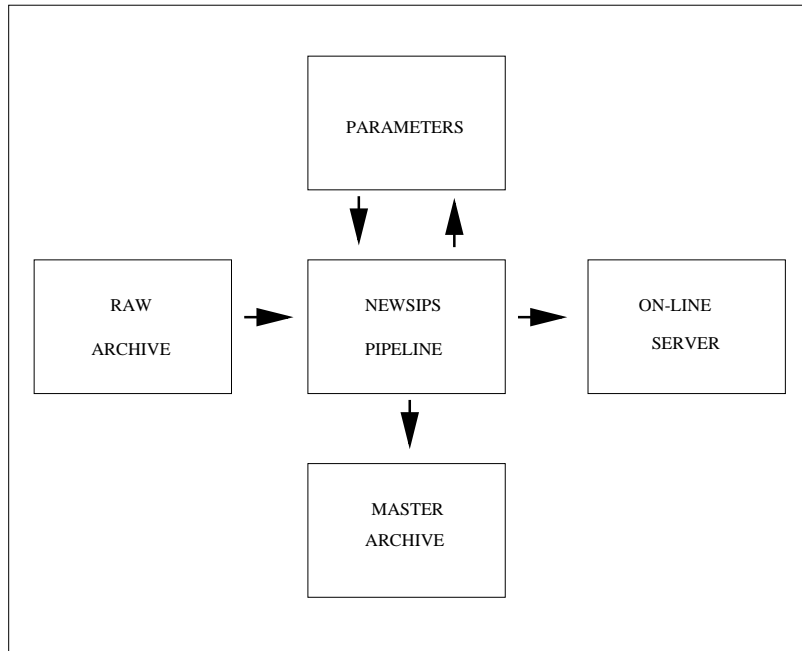 PARAMETERS
RAW
ARCHIVE
NEWSIPS
PIPELINE
ON-LINE
SERVER
MASTER
ARCHIVE